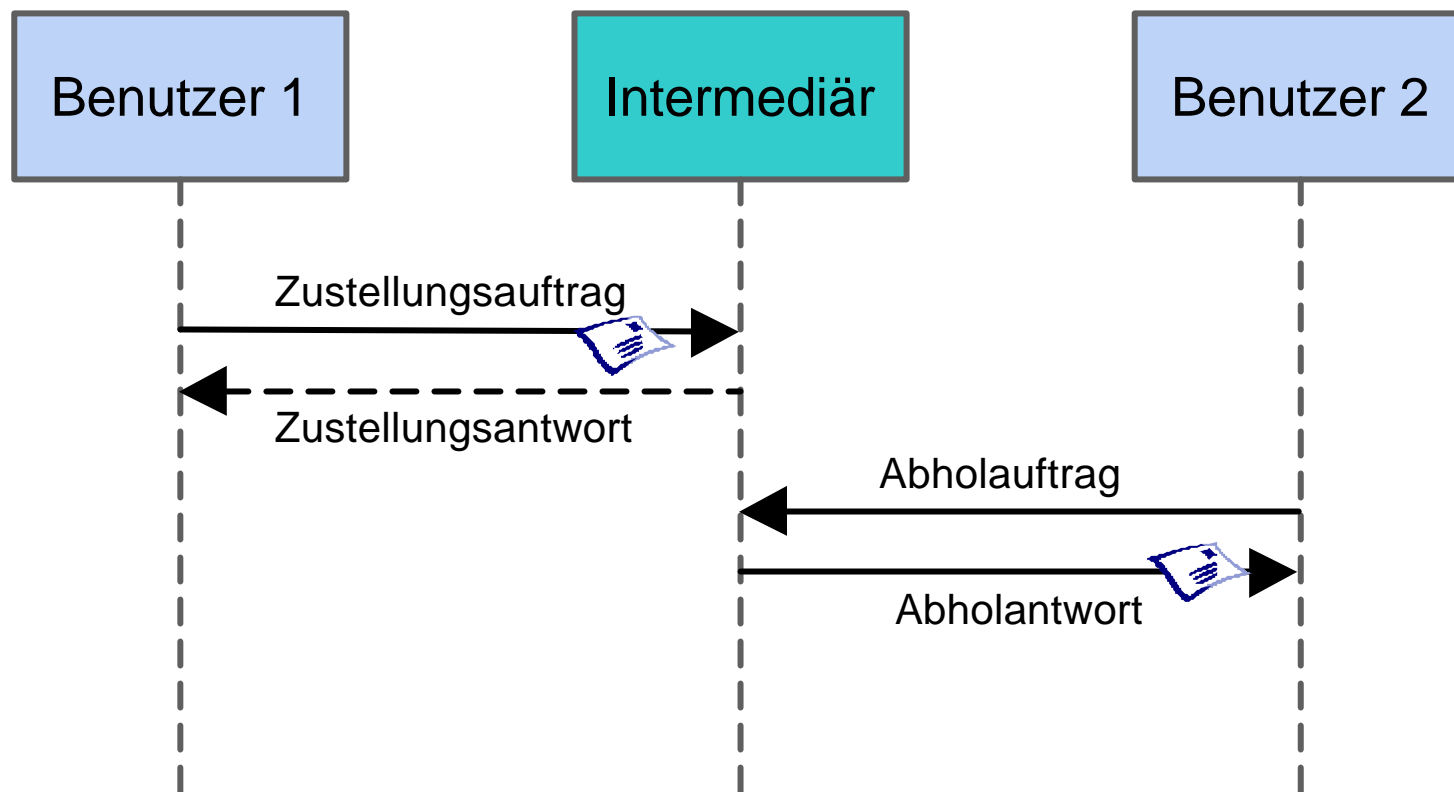 Benutzer 1
Intermediär
Benutzer 2
Zustellungsauftrag
Zustellungsantwort
Abholauftrag
Abholantwort